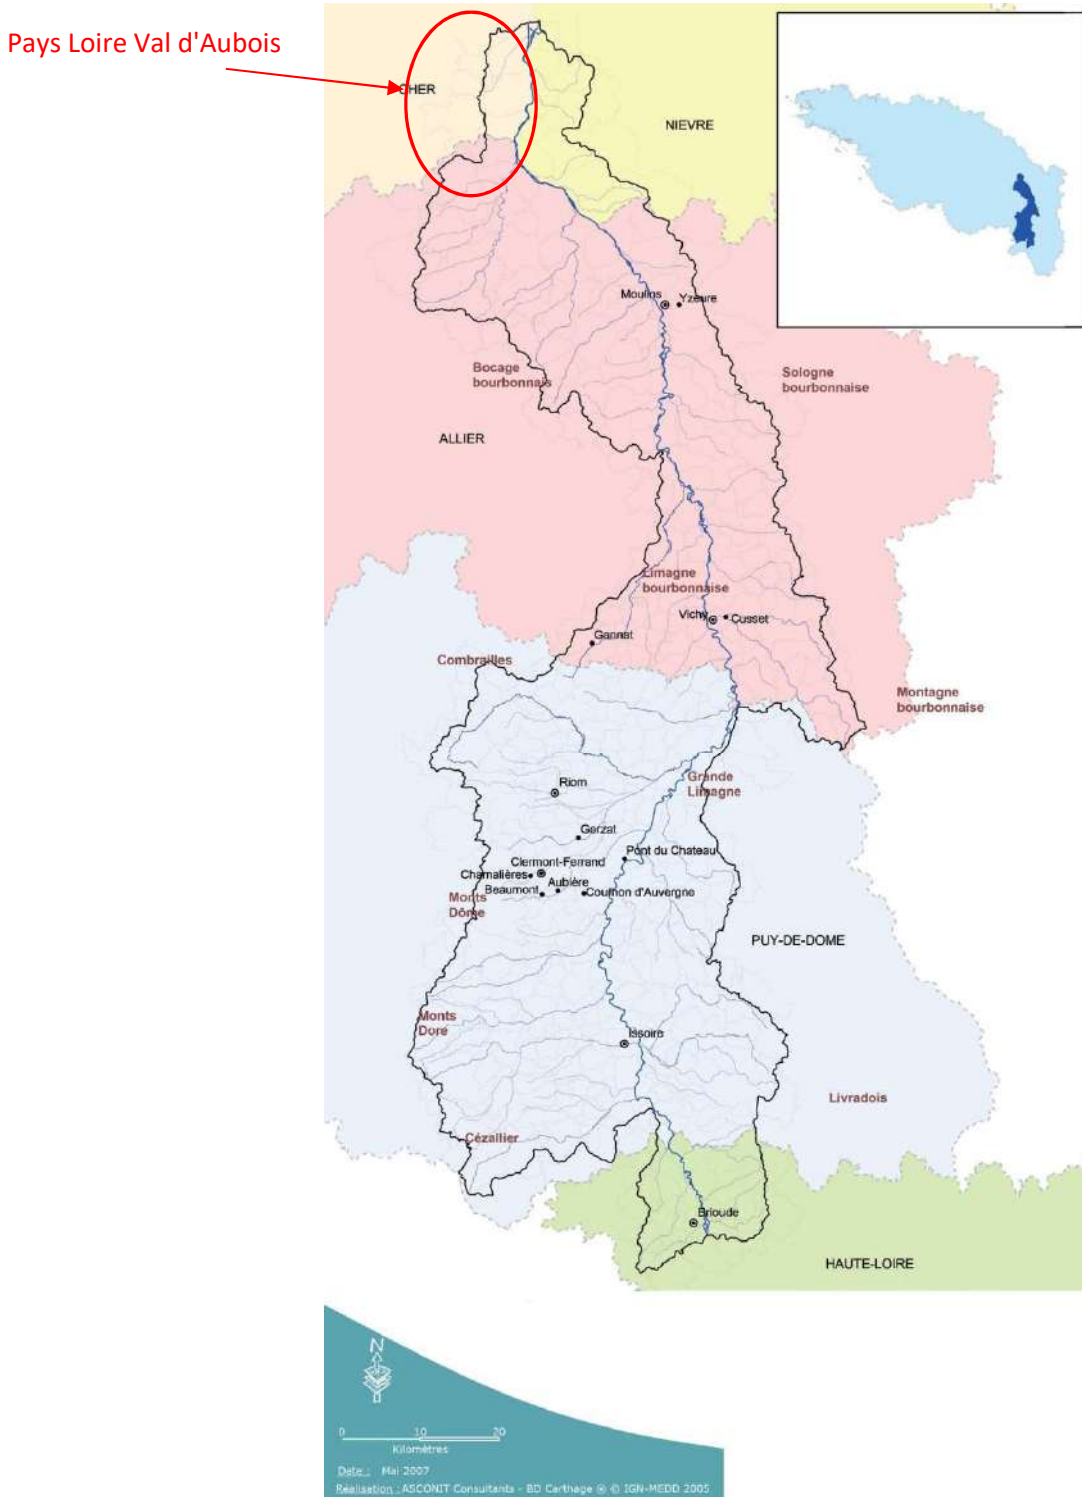 Pays Loire Val d'Aubois
CHER
NIEVRE
Moulins
Yzeure
Bocage
bourbonnais
Sologne
bourbonnaise
ALLIER
Limagne
bourbonnaise
Vichy
Cusset
Gannat
Combrailles
Montagne
bourbonnaise
Riom
Grande
Limagne
Gerzat
Pont du Chateau
Clermont-Ferrand
Chamalières
Aubière
Beaumont
Cournon d'Auvergne
Monts
Dôme
PUY-DE-DOME
Monts
Doré
Issoire
Livradois
Cézallier
Brioude
HAUTE-LOIRE
N
0 10 20
Kilomètres
Date : Mai 2007
Réalisation : ASCONIT Consultants - BD Carthage ® © IGN-MEDD 2005